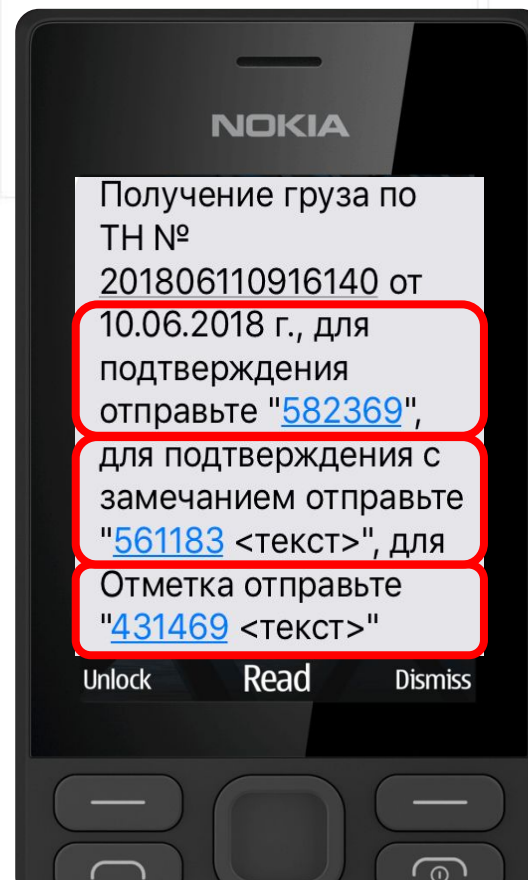 NOKIA
Получение груза по
ТН №
201806110916140 от
10.06.2018 г., для
подтверждения
отправьте "582369",
для подтверждения с
замечанием отправьте
"561183 <текст>", для
Отметка отправьте
"431469 <текст>"
Unlock Read Dismiss